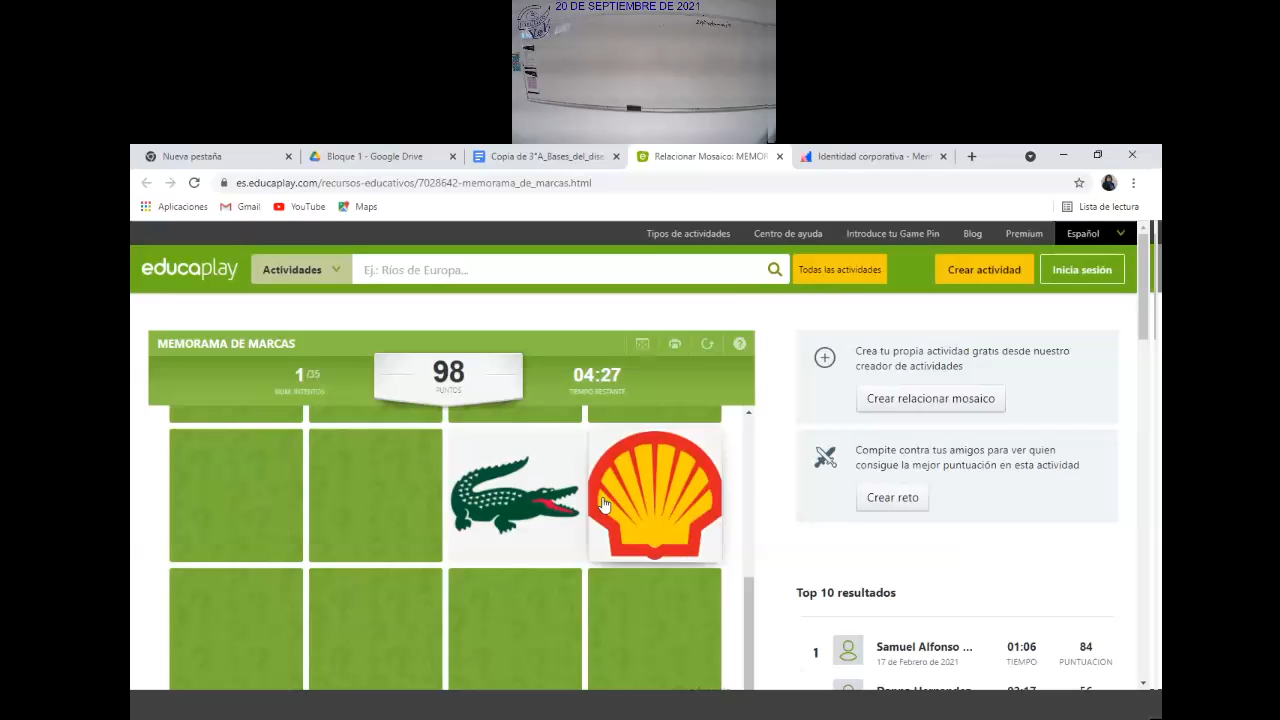 20 DE SEPTIEMBRE DE 2021
Nueva pestaña
Bloque 1 - Google Drive
Copia de 3°A_Bases_del_dise
Relacionar Mosaico: MEMOR
Identidad corporativa - Mem
es.educaplay.com/recursos-educativos/7028642-memorama_de_marcas.html
Aplicaciones
Gmail
YouTube
Maps
Lista de lectura
Tipos de actividades
Centro de ayuda
Introduce tu Game Pin
Blog
Premium
Español
educaplay
Actividades
Ej.: Ríos de Europa...
Todas las actividades
Crear actividad
Inicia sesión
MEMORAMA DE MARCAS
1/35
NUM. INTENTOS
98
PUNTOS
04:27
TIEMPO RESTANTE
Crea tu propia actividad gratis desde nuestro
creador de actividades
Crear relacionar mosaico
Compite contra tus amigos para ver quien
consigue la mejor puntuación en esta actividad
Crear reto
Top 10 resultados
1
Samuel Alfonso ...
17 de Febrero de 2021
01:06
TIEMPO
84
PUNTUACION